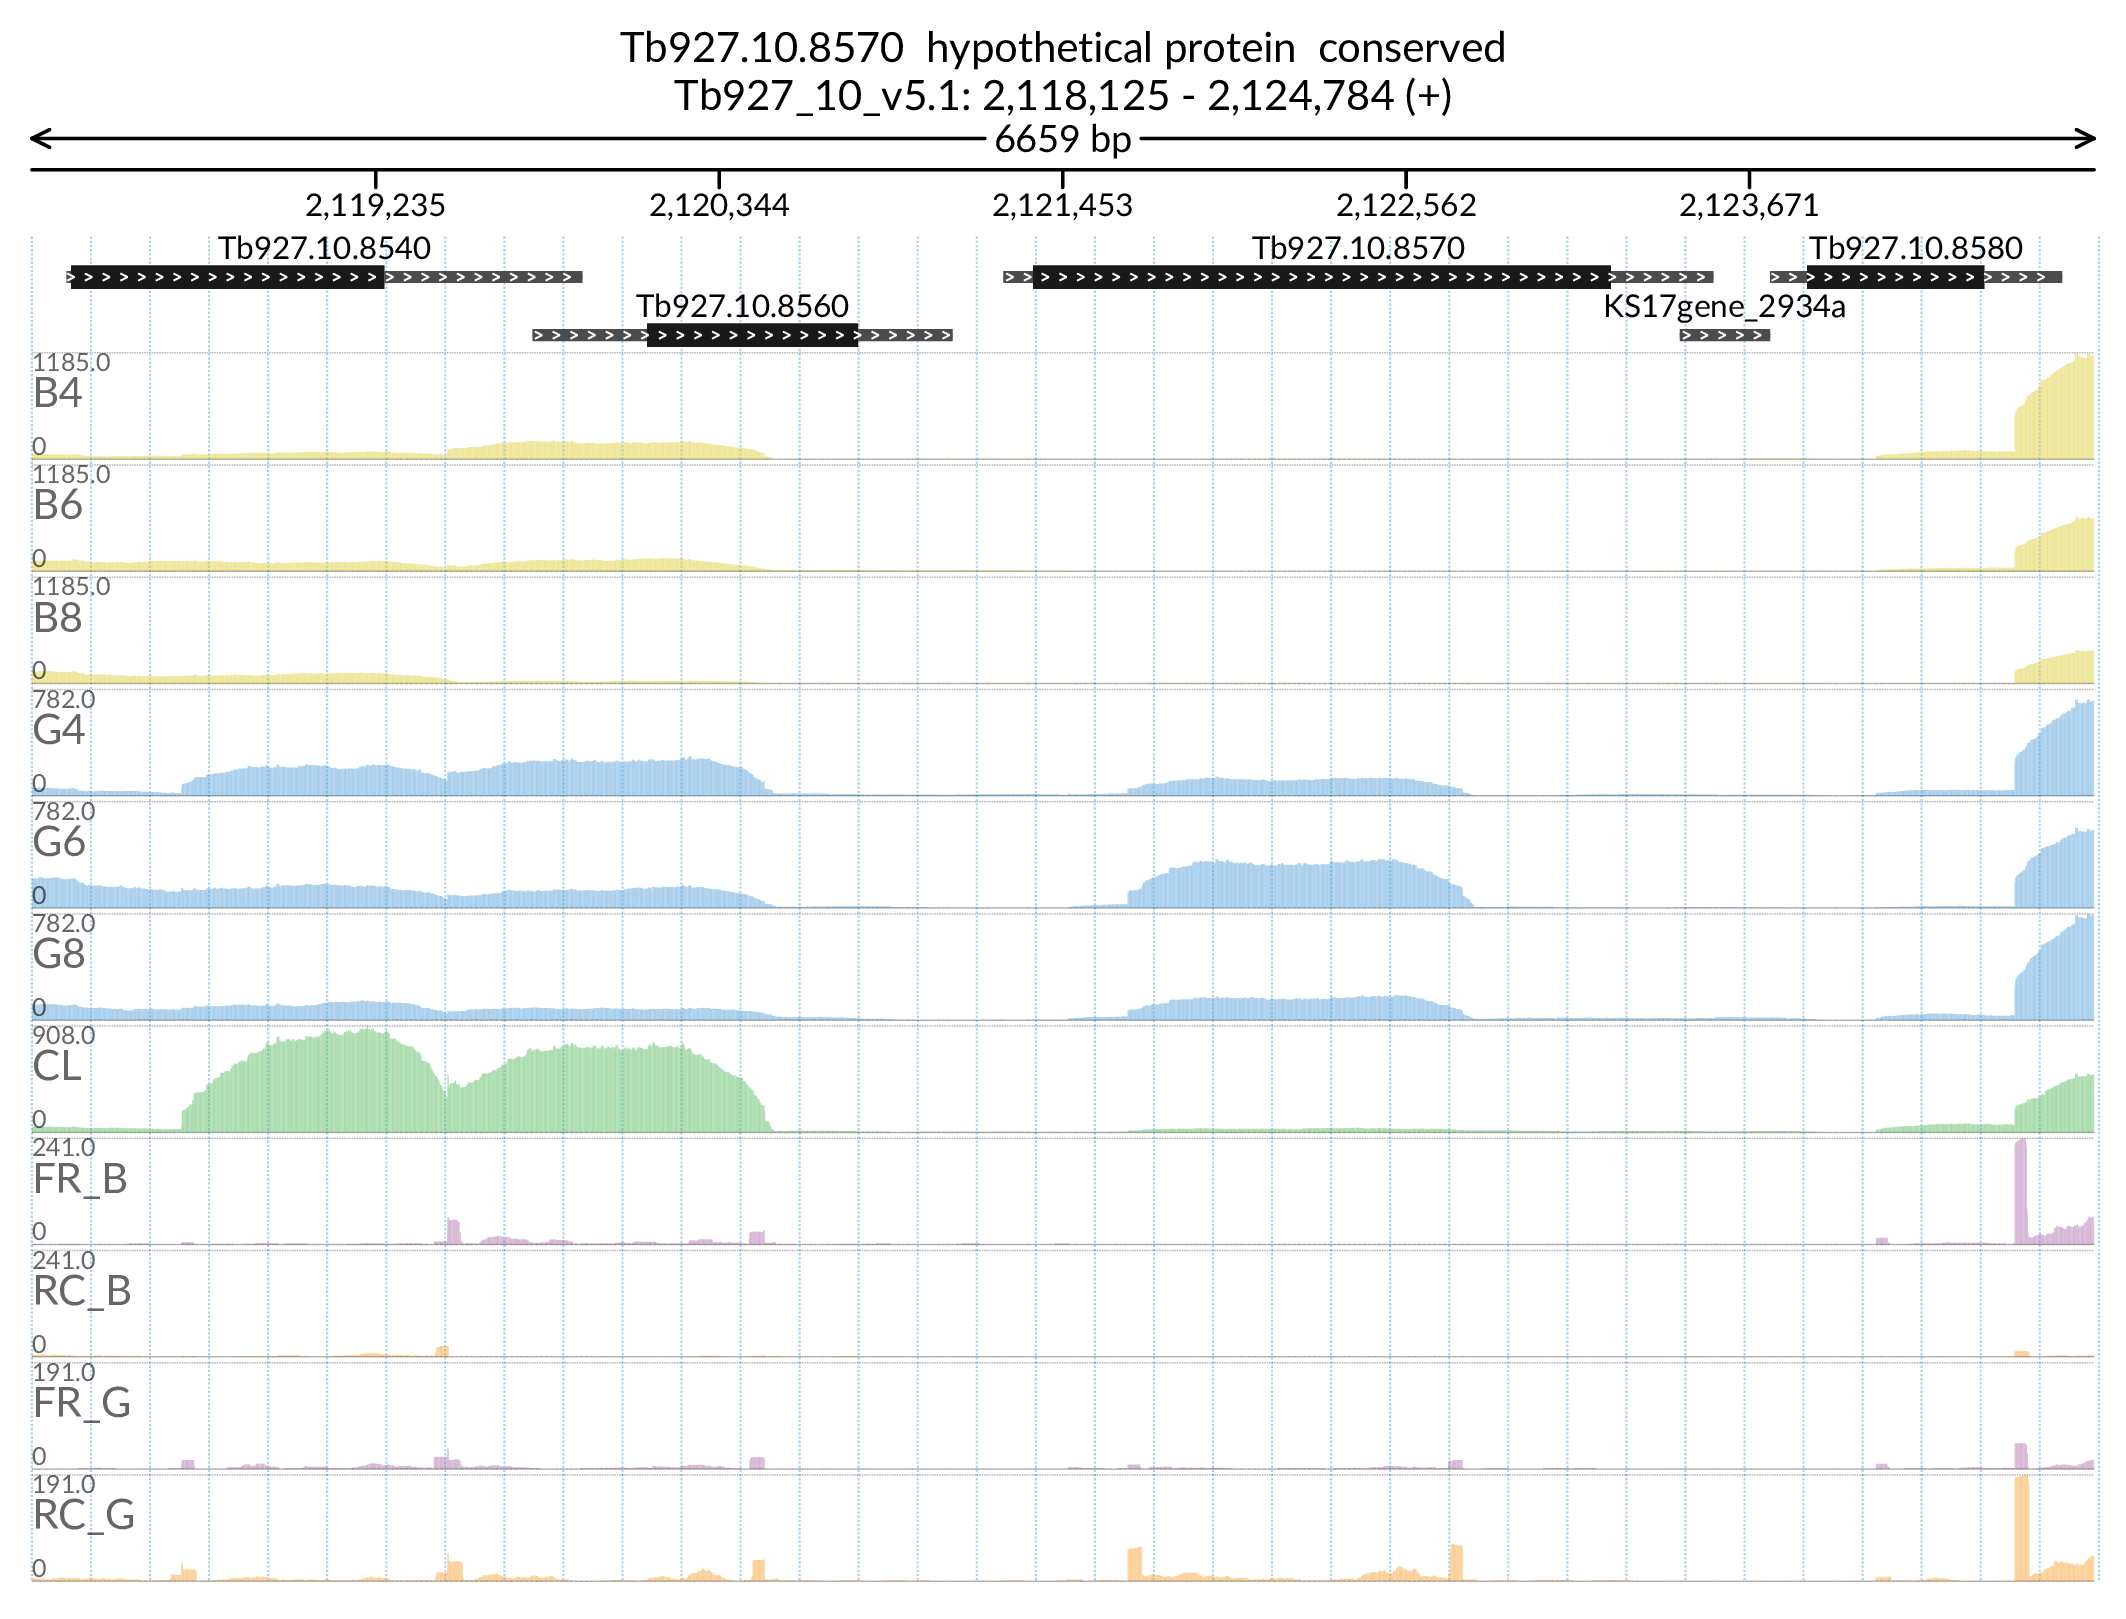 Tb927.10.8570  hypothetical protein  conserved
Tb927_10_v5.1: 2,118,125 - 2,124,784 (+)
6659 bp
2,119,235 2,120,344 2,121,453 2,122,562 2,123,671
Tb927.10.8540 Tb927.10.8570 Tb927.10.8580
Tb927.10.8560 KS17gene_2934a
1185.0
B4
0
1185.0
B6
0
1185.0
B8
0
782.0
G4
0
782.0
G6
0
782.0
G8
0
908.0
CL
0
241.0
FR_B
0
241.0
RC_B
0
191.0
FR_G
0
191.0
RC_G
0